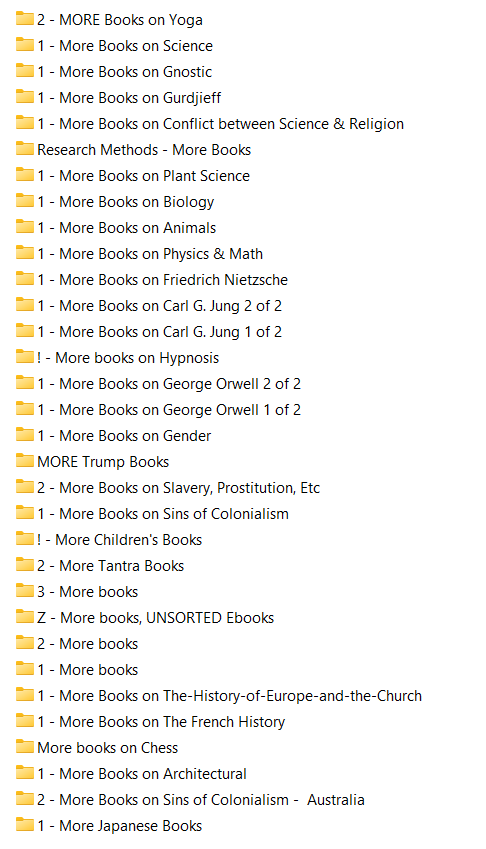 2 - MORE Books on Yoga
1 - More Books on Science
1 - More Books on Gnostic
1 - More Books on Gurdjieff
1 - More Books on Conflict between Science & Religion
Research Methods - More Books
1 - More Books on Plant Science
1 - More Books on Biology
1 - More Books on Animals
1 - More Books on Physics & Math
1 - More Books on Friedrich Nietzsche
1 - More Books on Carl G. Jung 2 of 2
1 - More Books on Carl G. Jung 1 of 2
! - More books on Hypnosis
1 - More Books on George Orwell 2 of 2
1 - More Books on George Orwell 1 of 2
1 - More Books on Gender
MORE Trump Books
2 - More Books on Slavery, Prostitution, Etc
1 - More Books on Sins of Colonialism
! - More Children's Books
2 - More Tantra Books
3 - More books
Z - More books, UNSORTED Ebooks
2 - More books
1 - More books
1 - More Books on The-History-of-Europe-and-the-Church
1 - More Books on The French History
More books on Chess
1 - More Books on Architectural
2 - More Books on Sins of Colonialism -  Australia
1 - More Japanese Books